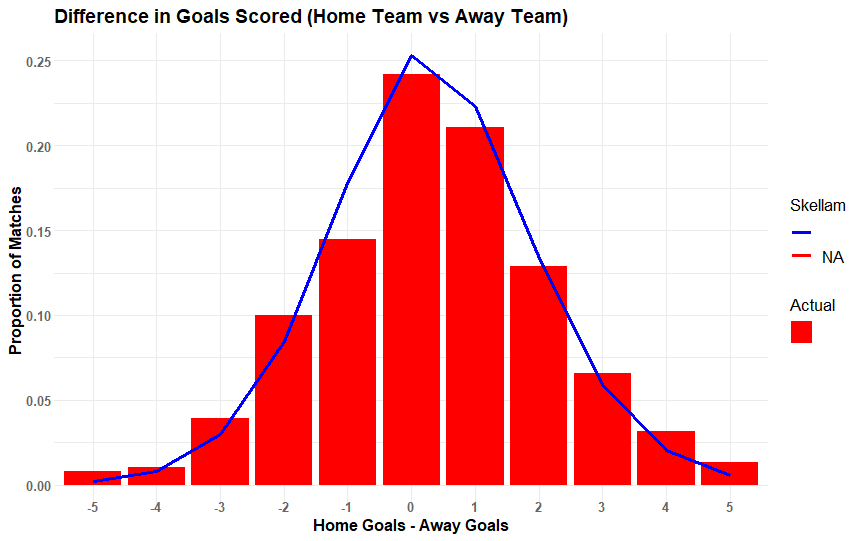 Difference in Goals Scored (Home Team vs Away Team)
Proportion of Matches
0.25
0.20
0.15
0.10
0.05
0.00
-5 -4 -3 -2 -1 0 1 2 3 4 5
Home Goals - Away Goals
Skellam
NA
Actual